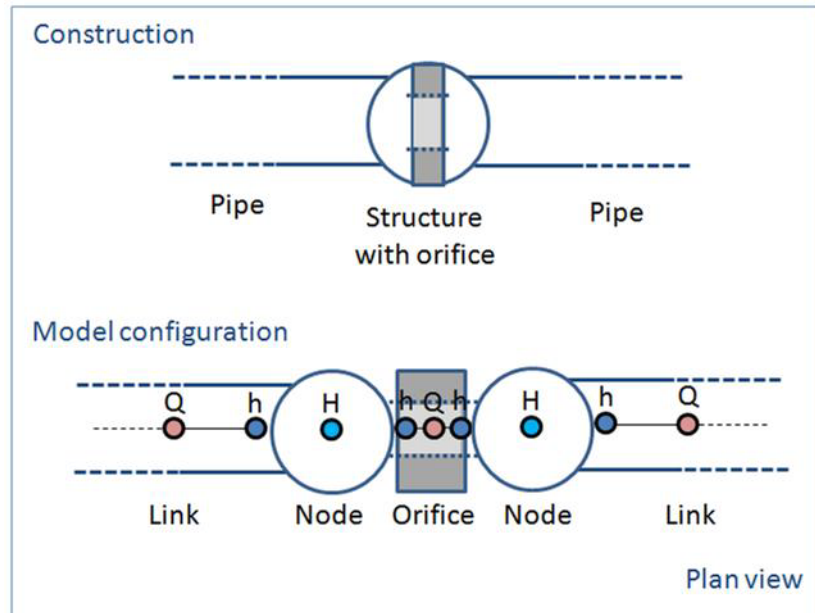 Construction
Pipe
Structure
with orifice
Pipe
Model configuration
Q h H h Q h H h Q
Link Node Orifice Node Link
Plan view